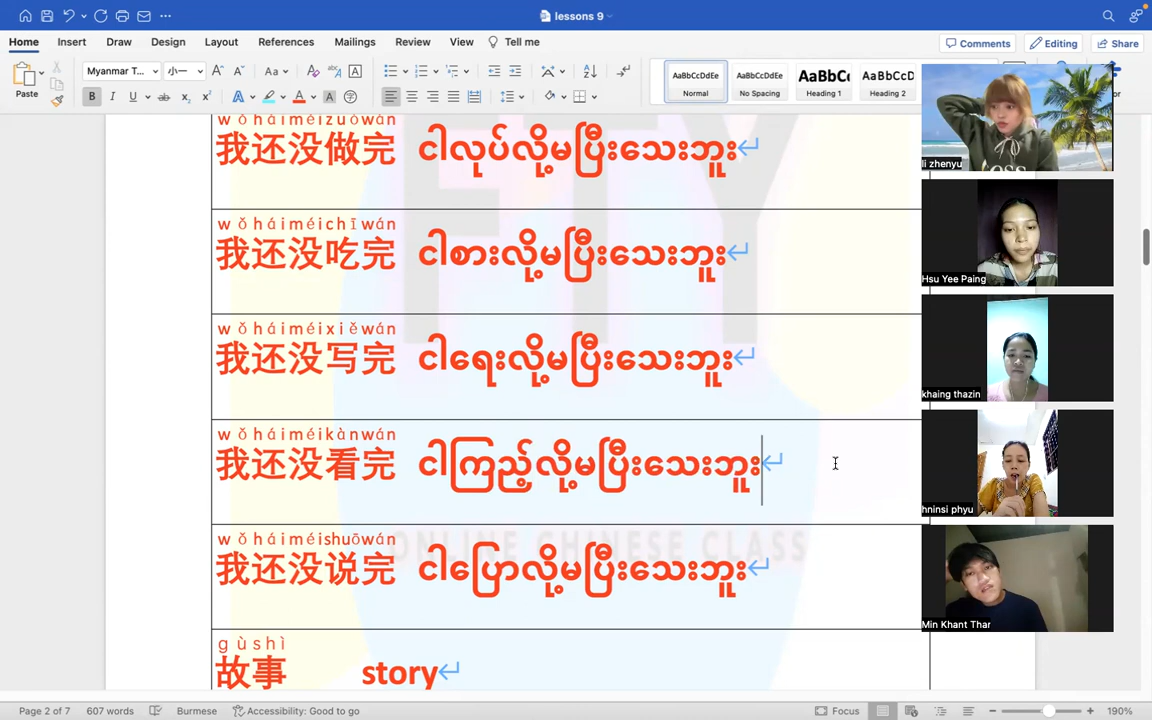 lessons 9
Home Insert Draw Design Layout References Mailings Review View Tell me
Comments Editing Share
Paste
Myanmar T... 小一
AaBbCcDdEe AaBbCcDdEe AaBbCc AaBbCcD
Normal No Spacing Heading 1 Heading 2
wǒháiméizuòwán
我还没做完 ငါလုပ်လို့မပြီးသေးဘူး
wǒháiméichīwán
我还没吃完 ငါစားလို့မပြီးသေးဘူး
wǒháiméixiěwán
我还没写完 ငါရေးလို့မပြီးသေးဘူး
wǒháiméikànwán
我还没看完 ငါကြည့်လို့မပြီးသေးဘူး
ONLINE CHINESE CLASS
wǒháiméishuōwán
我还没说完 ငါပြောလို့မပြီးသေးဘူး
gùshì
故事 story
li zhenyu
Hsu Yee Paing
khaing thazin
hninsi phyu
Min Khant Thar
Page 2 of 7 607 words Burmese Accessibility: Good to go Focus 190%